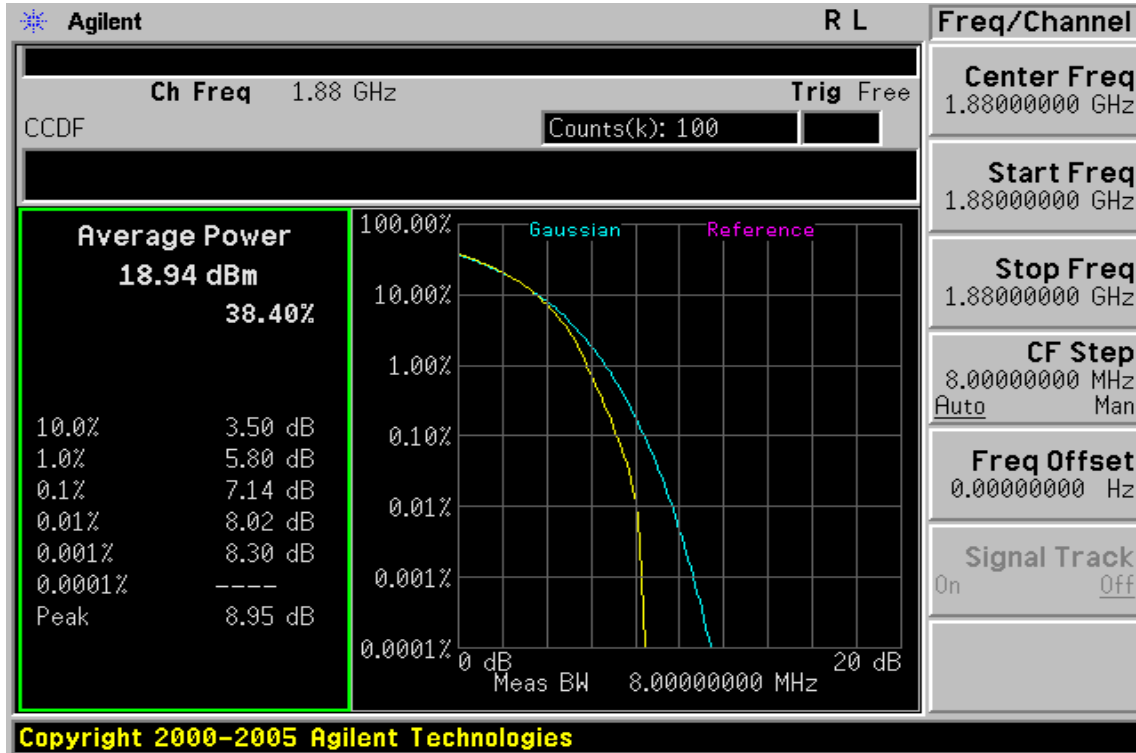 Agilent R L
Ch Freq 1.88 GHz Trig Free
CCDF Counts(k): 100
Average Power
18.94 dBm
38.40%
10.0% 3.50 dB
1.0% 5.80 dB
0.1% 7.14 dB
0.01% 8.02 dB
0.001% 8.30 dB
0.0001% ----
Peak 8.95 dB
Gaussian Reference
100.00%
10.00%
1.00%
0.10%
0.01%
0.001%
0.0001%
0 dB 20 dB
Meas BW 8.00000000 MHz
Freq/Channel
Center Freq
1.88000000 GHz
Start Freq
1.88000000 GHz
Stop Freq
1.88000000 GHz
CF Step
8.00000000 MHz
Auto Man
Freq Offset
0.00000000 Hz
Signal Track
On Off
Copyright 2000-2005 Agilent Technologies